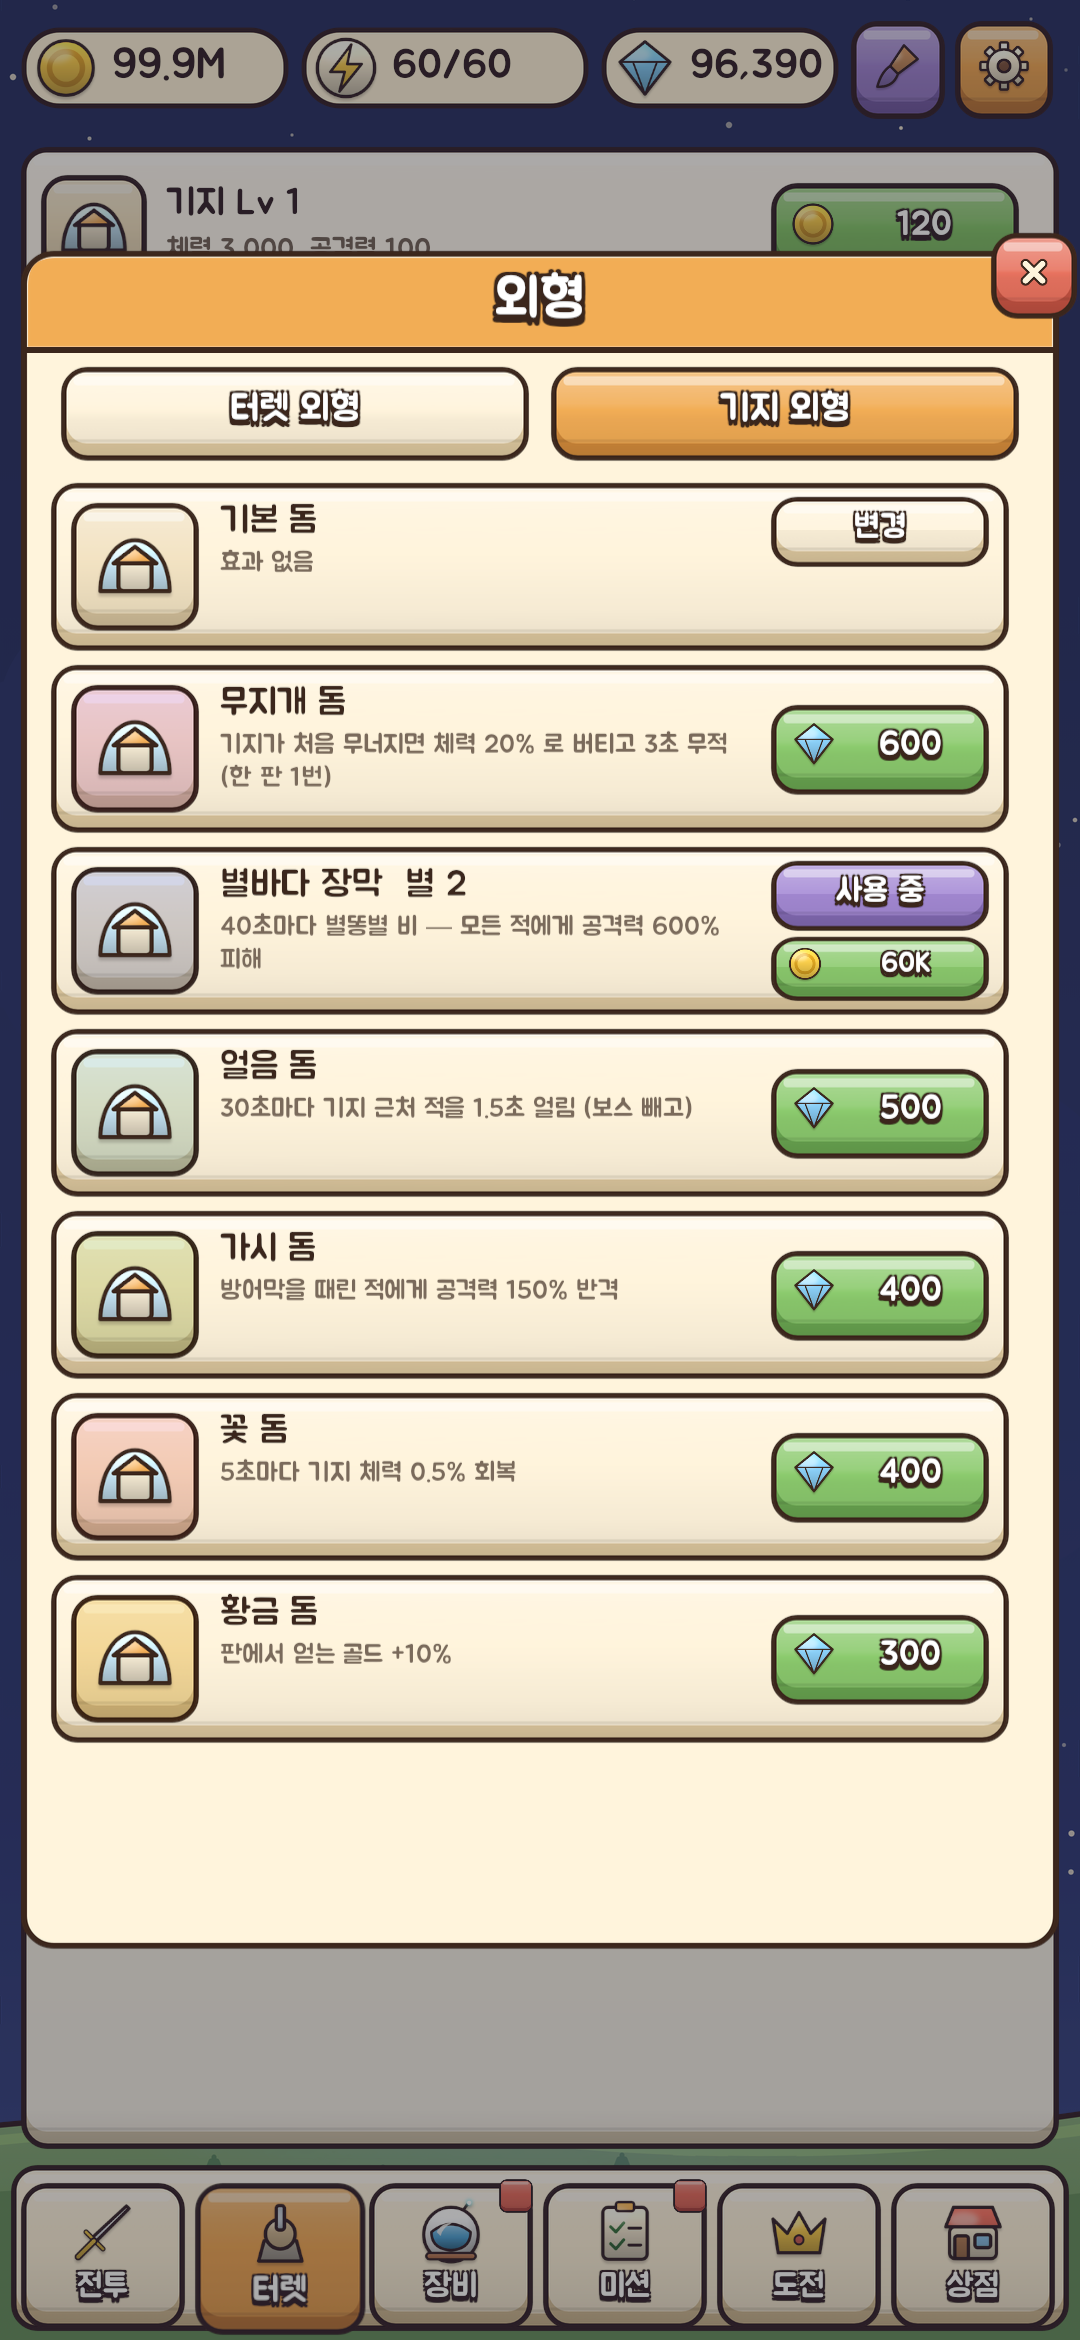 99.9M
60/60
96,390
기지 Lv 1
120
체력 3,000 공격력 100
외형
터렛 외형
기지 외형
기본 돔
변경
효과 없음
무지개 돔
기지가 처음 무너지면 체력 20% 로 버티고 3초 무적
(한 판 1번)
600
별바다 장막 별 2
사용 중
40초마다 별똥별 비 — 모든 적에게 공격력 600%
피해
60K
얼음 돔
30초마다 기지 근처 적을 1.5초 얼림 (보스 빼고)
500
가시 돔
방어막을 때린 적에게 공격력 150% 반격
400
꽃 돔
5초마다 기지 체력 0.5% 회복
400
황금 돔
판에서 얻는 골드 +10%
300
전투
터렛
장비
미션
도전
상점